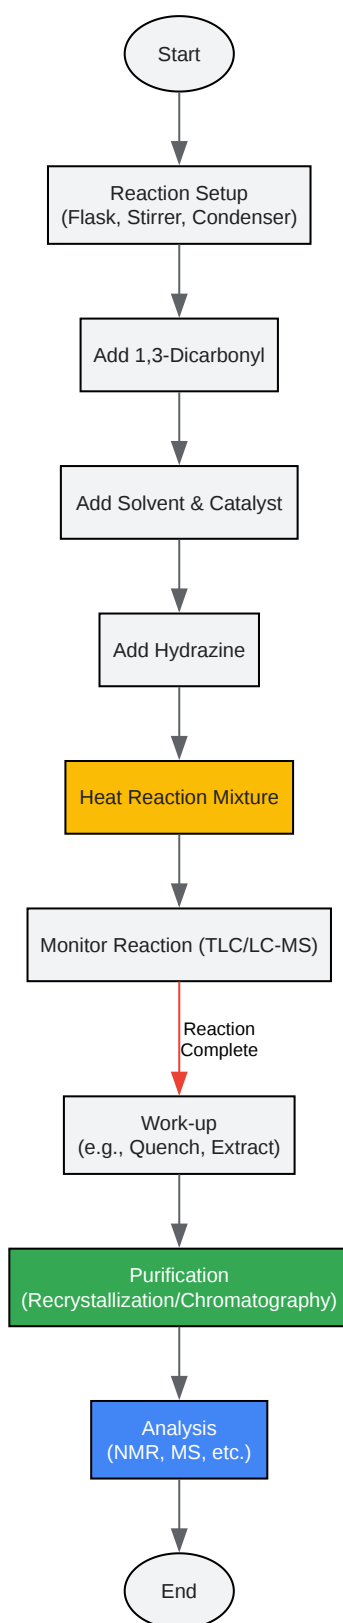 Start
Reaction Setup
(Flask, Stirrer, Condenser)
Add 1,3-Dicarbonyl
Add Solvent & Catalyst
Add Hydrazine
Heat Reaction Mixture
Monitor Reaction (TLC/LC-MS)
Reaction
Complete
Work-up
(e.g., Quench, Extract)
Purification
(Recrystallization/Chromatography)
Analysis
(NMR, MS, etc.)
End